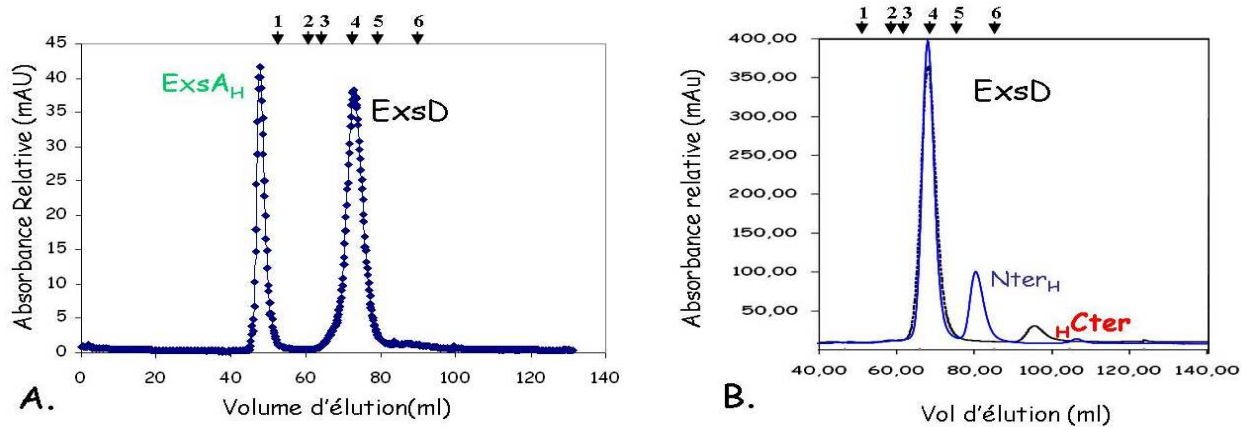 1 2 3 4 5 6
45
40
35
30
25
20
15
10
5
0
Absorbance Relative (mAU)
ExsA_H
ExsD
0 20 40 60 80 100 120 140
Volume d'élution(ml)
A.
1 2 3 4 5 6
400,00
350,00
300,00
250,00
200,00
150,00
100,00
50,00
Absorbance relative (mAu)
ExsD
Nter_H
_HCter
40,00 60,00 80,00 100,00 120,00 140,00
Vol d'élution (ml)
B.